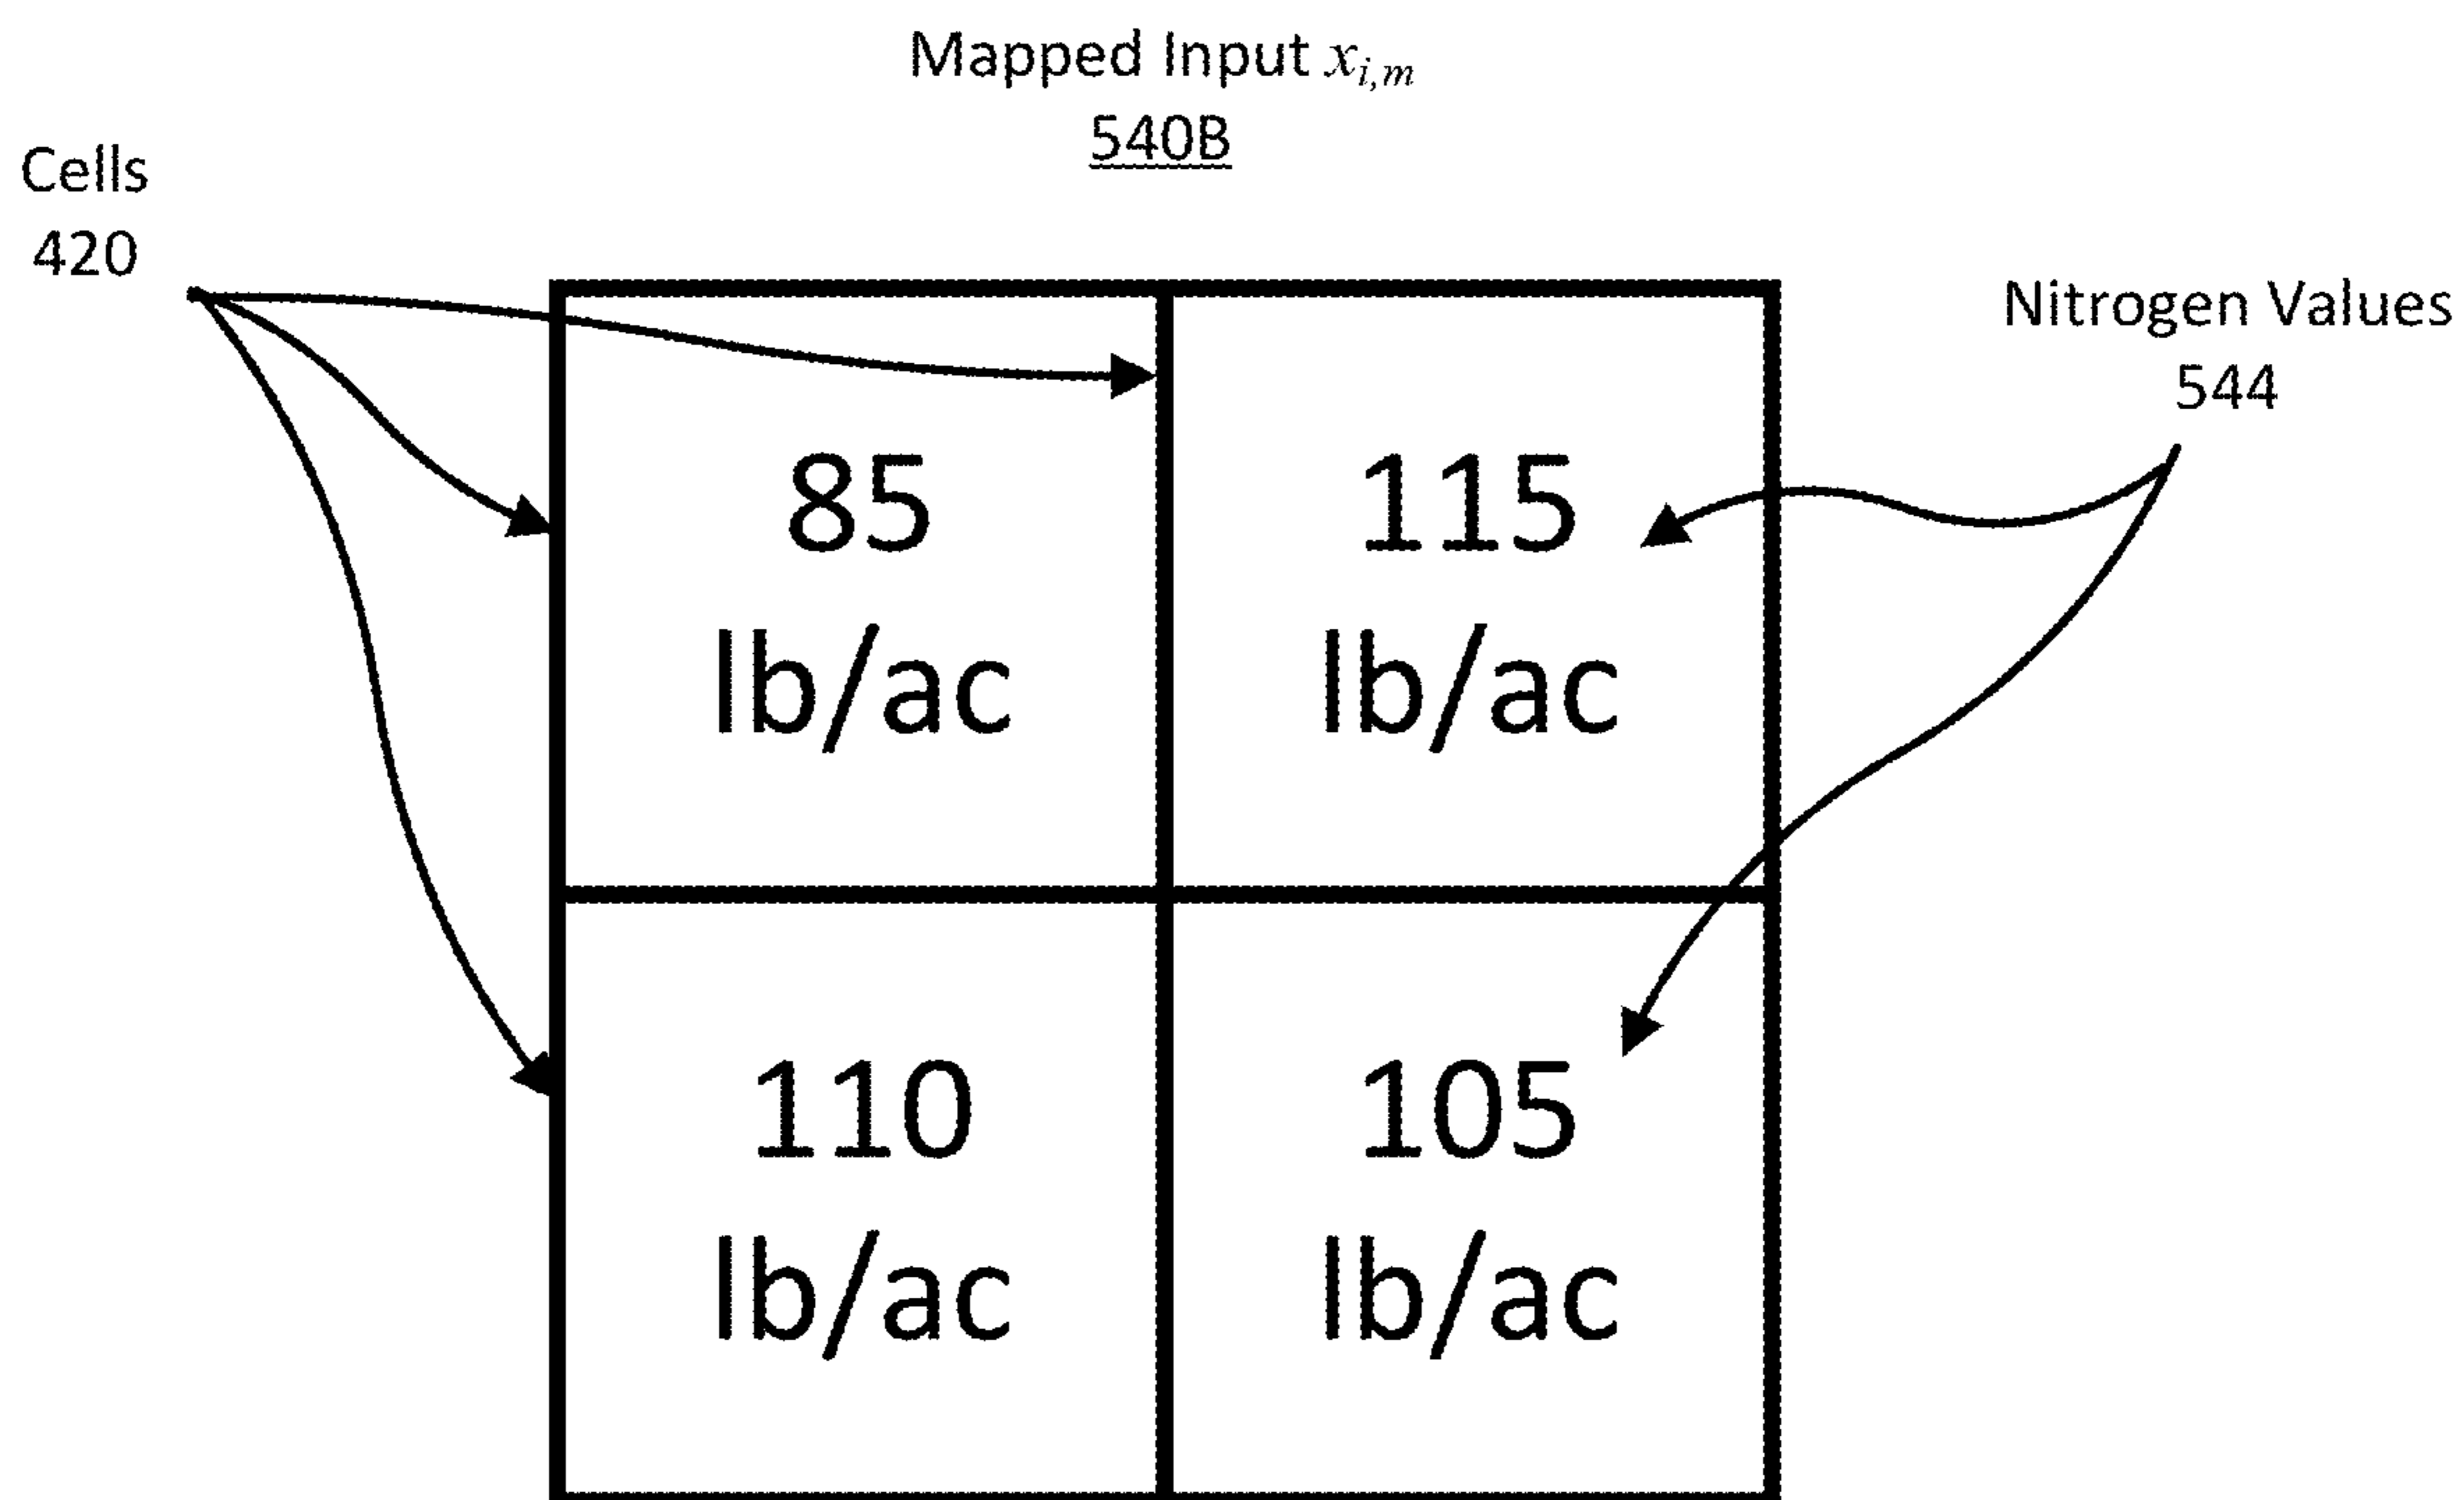 Mapped Input x_{i,m}
540B
Cells
420
Nitrogen Values
544
85
lb/ac
115
lb/ac
110
lb/ac
105
lb/ac